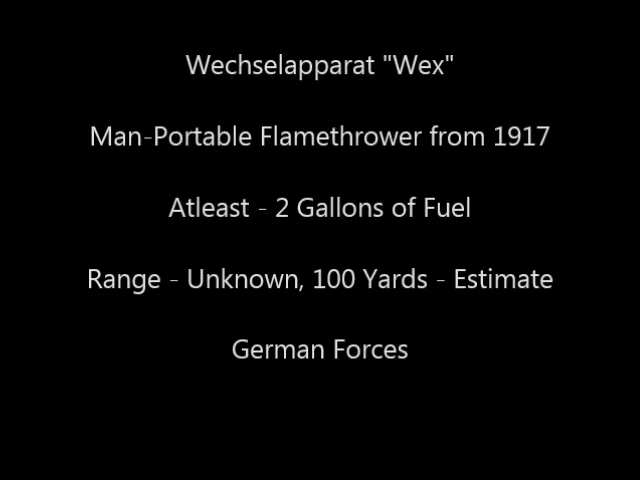 Wechselapparat "Wex"
Man-Portable Flamethrower from 1917
Atleast - 2 Gallons of Fuel
Range - Unknown, 100 Yards - Estimate
German Forces